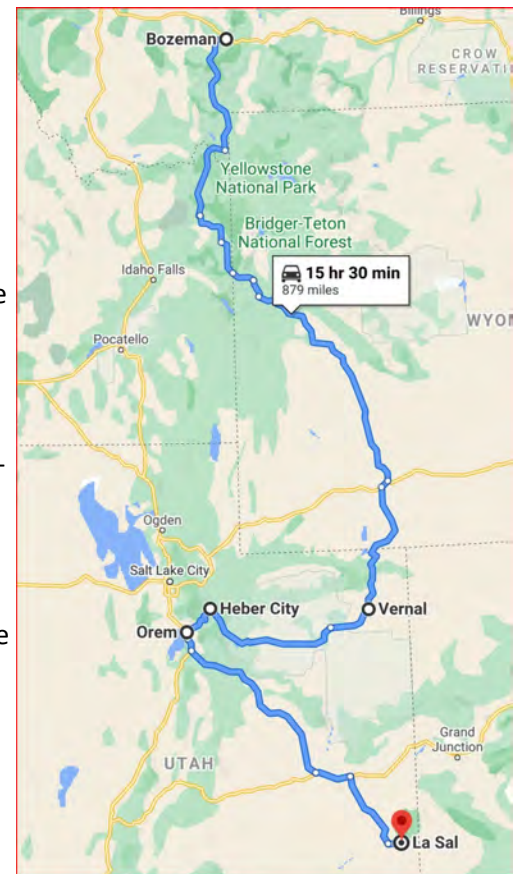 Billings
Bozeman
CROW
RESERVATI
Yellowstone
National Park
Bridger-Teton
National Forest
Idaho Falls
15 hr 30 min
879 miles
e
WYOM
Pocatello
Ogden
Salt Lake City
Heber City
Vernal
Orem
e
Grand
Junction
UTAH
La Sal